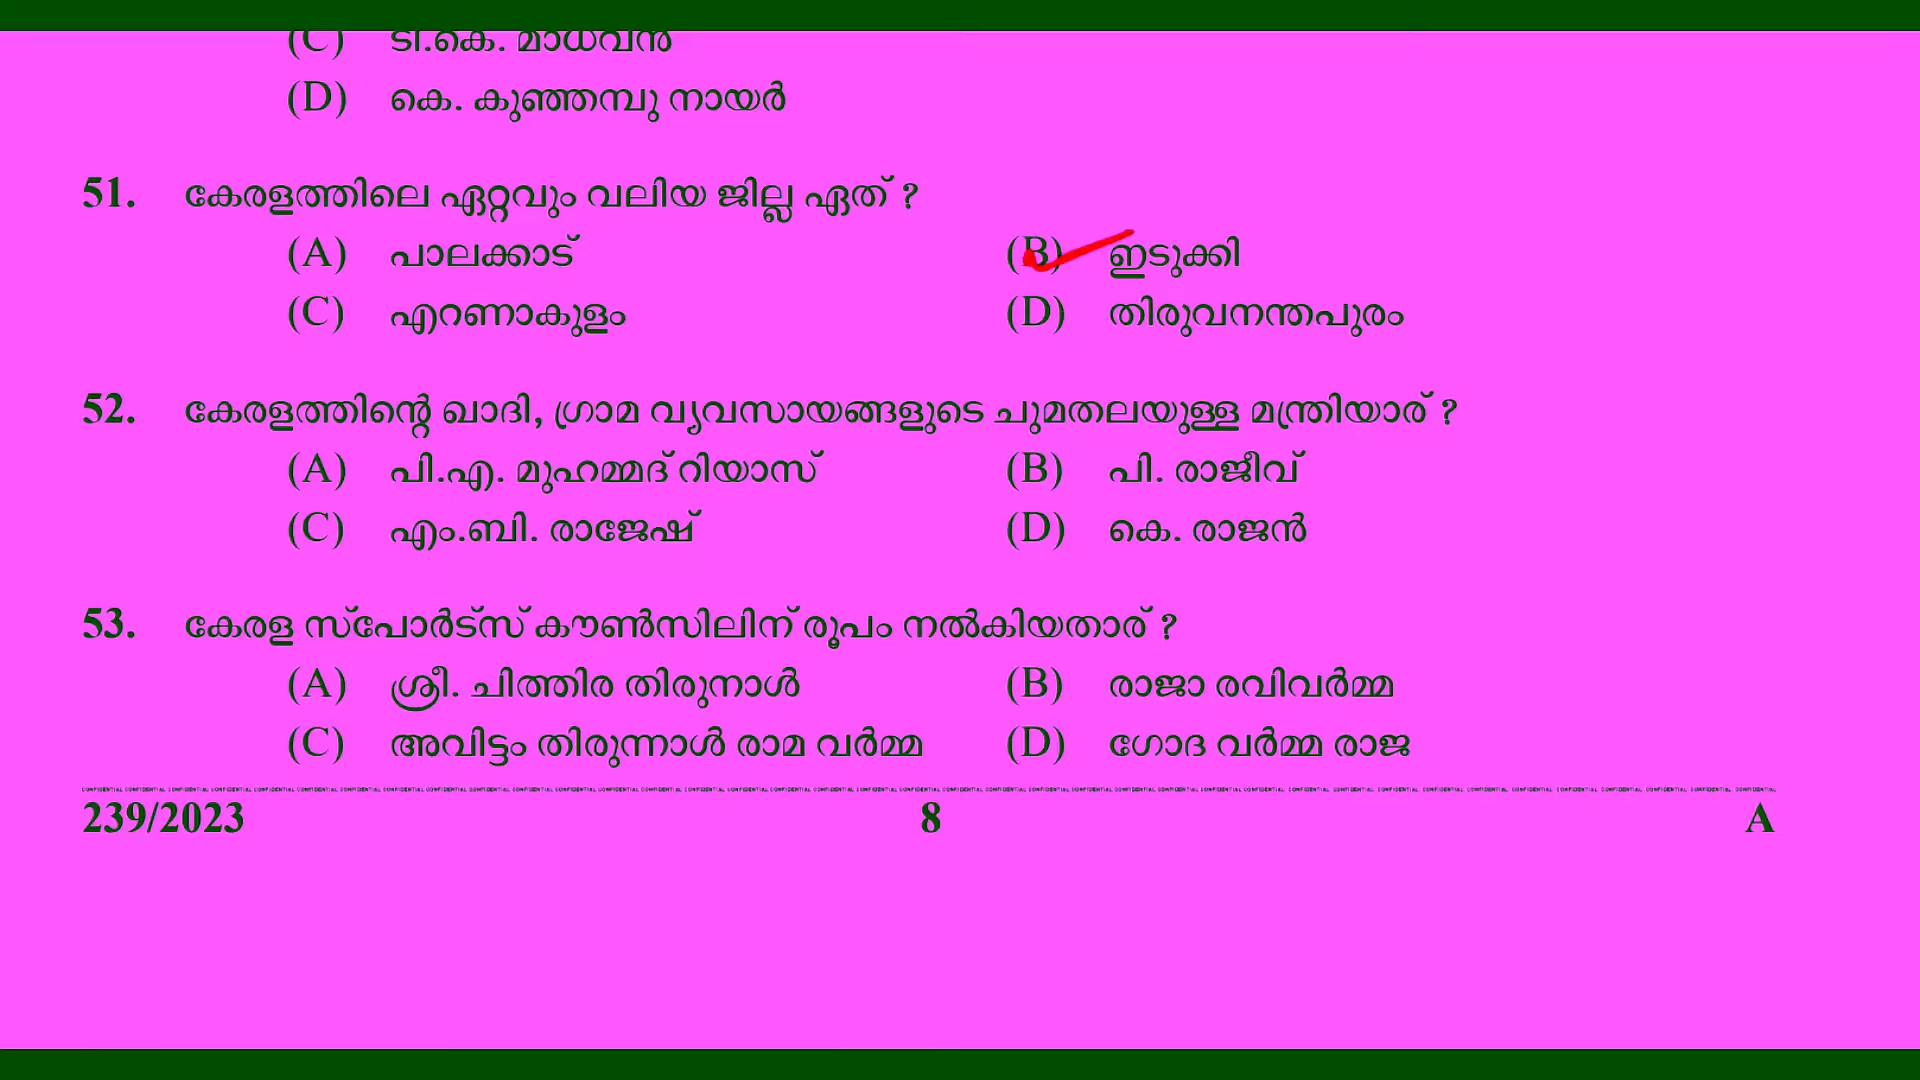 (C) ടി.കെ. മാധവൻ
(D) കെ. കുഞ്ഞമ്പു നായർ
51. കേരളത്തിലെ ഏറ്റവും വലിയ ജില്ല ഏത് ?
(A) പാലക്കാട് (B) ഇടുക്കി
(C) എറണാകുളം (D) തിരുവനന്തപുരം
52. കേരളത്തിന്റെ ഖാദി, ഗ്രാമ വ്യവസായങ്ങളുടെ ചുമതലയുള്ള മന്ത്രിയാര് ?
(A) പി.എ. മുഹമ്മദ് റിയാസ് (B) പി. രാജീവ്
(C) എം.ബി. രാജേഷ് (D) കെ. രാജൻ
53. കേരള സ്പോർട്സ് കൗൺസിലിന് രൂപം നൽകിയതാര് ?
(A) ശ്രീ. ചിത്തിര തിരുനാൾ (B) രാജാ രവിവർമ്മ
(C) അവിട്ടം തിരുന്നാൾ രാമ വർമ്മ (D) ഗോദ വർമ്മ രാജ
239/2023 8 A